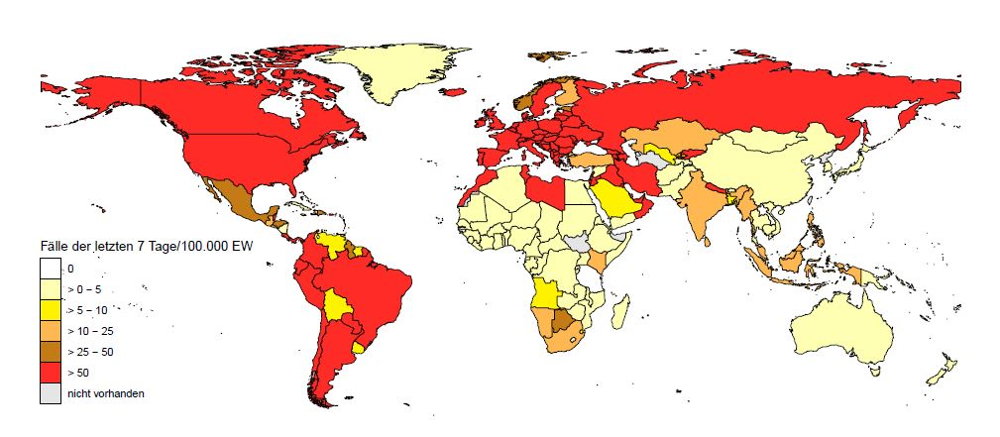 Fälle der letzten 7 Tage/100.000 EW
0
> 0 – 5
> 5 – 10
> 10 – 25
> 25 – 50
> 50
nicht vorhanden